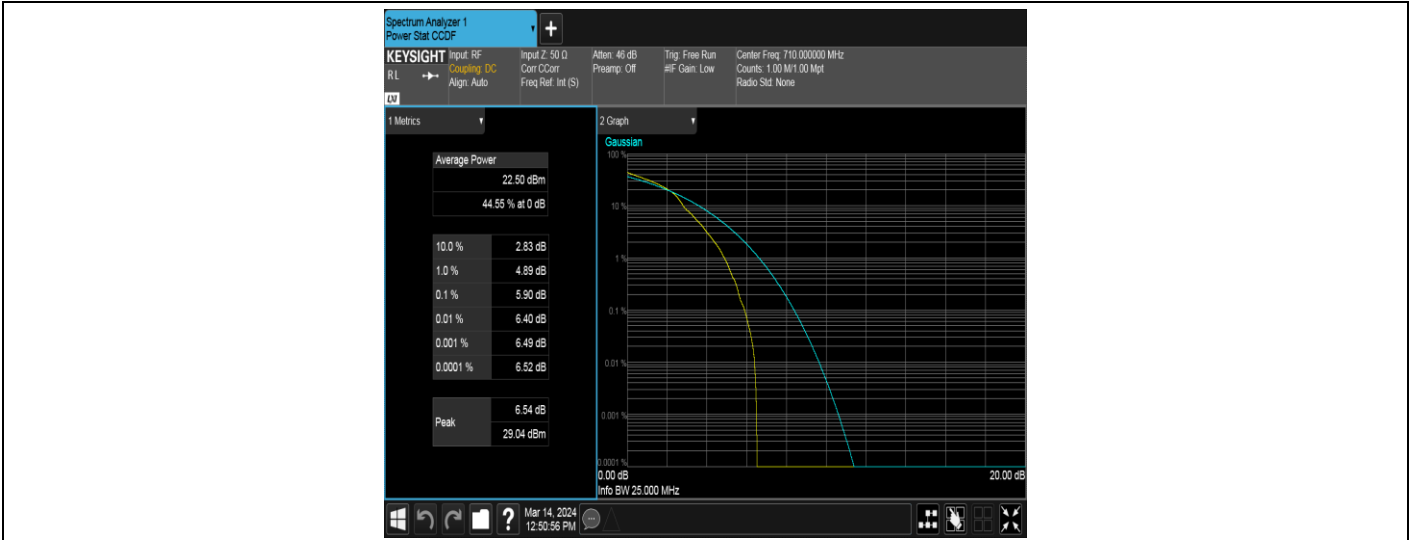 Spectrum Analyzer 1
Power Stat CCDF
+
KEYSIGHT
RL
LXI
Input: RF
Coupling: DC
Align: Auto
Input Z: 50 Ω
Corr CCorr
Freq Ref: Int (S)
Atten: 46 dB
Preamp: Off
Trig: Free Run
#IF Gain: Low
Center Freq: 710.000000 MHz
Counts: 1.00 M/1.00 Mpt
Radio Std: None
1 Metrics
Average Power
22.50 dBm
44.55 % at 0 dB
10.0 % 2.83 dB
1.0 % 4.89 dB
0.1 % 5.90 dB
0.01 % 6.40 dB
0.001 % 6.49 dB
0.0001 % 6.52 dB
Peak
6.54 dB
29.04 dBm
2 Graph
Gaussian
100 %
10 %
1 %
0.1 %
0.01 %
0.001 %
0.0001 %
0.00 dB
20.00 dB
Info BW 25.000 MHz
?
Mar 14, 2024
12:50:56 PM